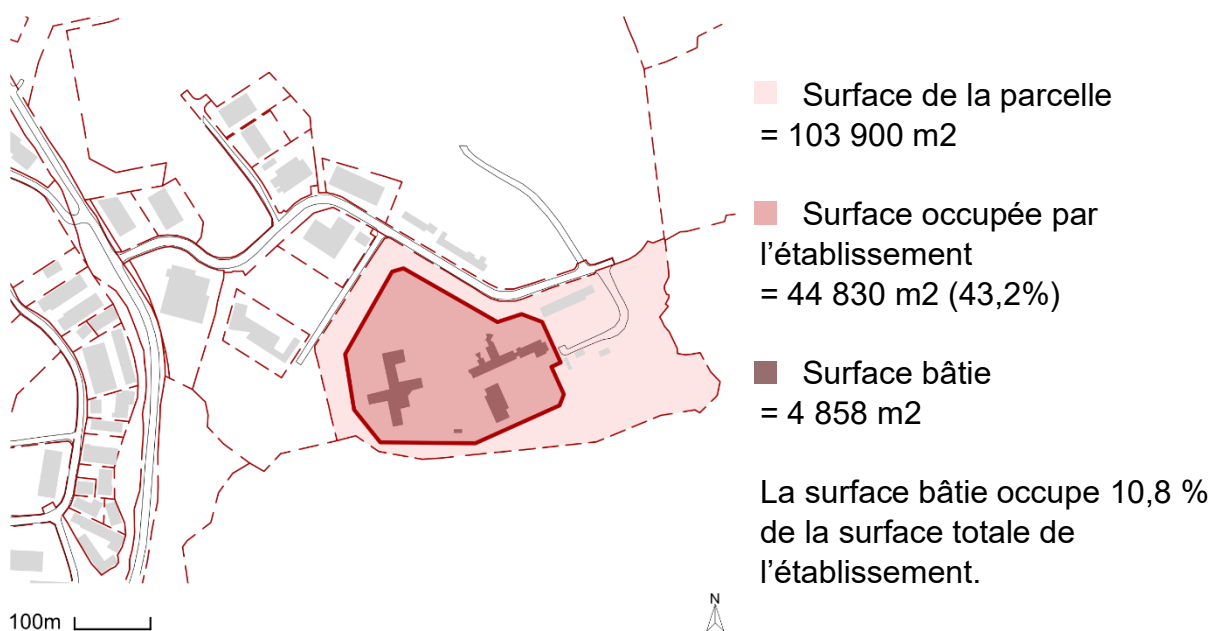 Surface de la parcelle
= 103 900 m2
Surface occupée par
l’établissement
= 44 830 m2 (43,2%)
Surface bâtie
= 4 858 m2
La surface bâtie occupe 10,8 %
de la surface totale de
l’établissement.
100m
N